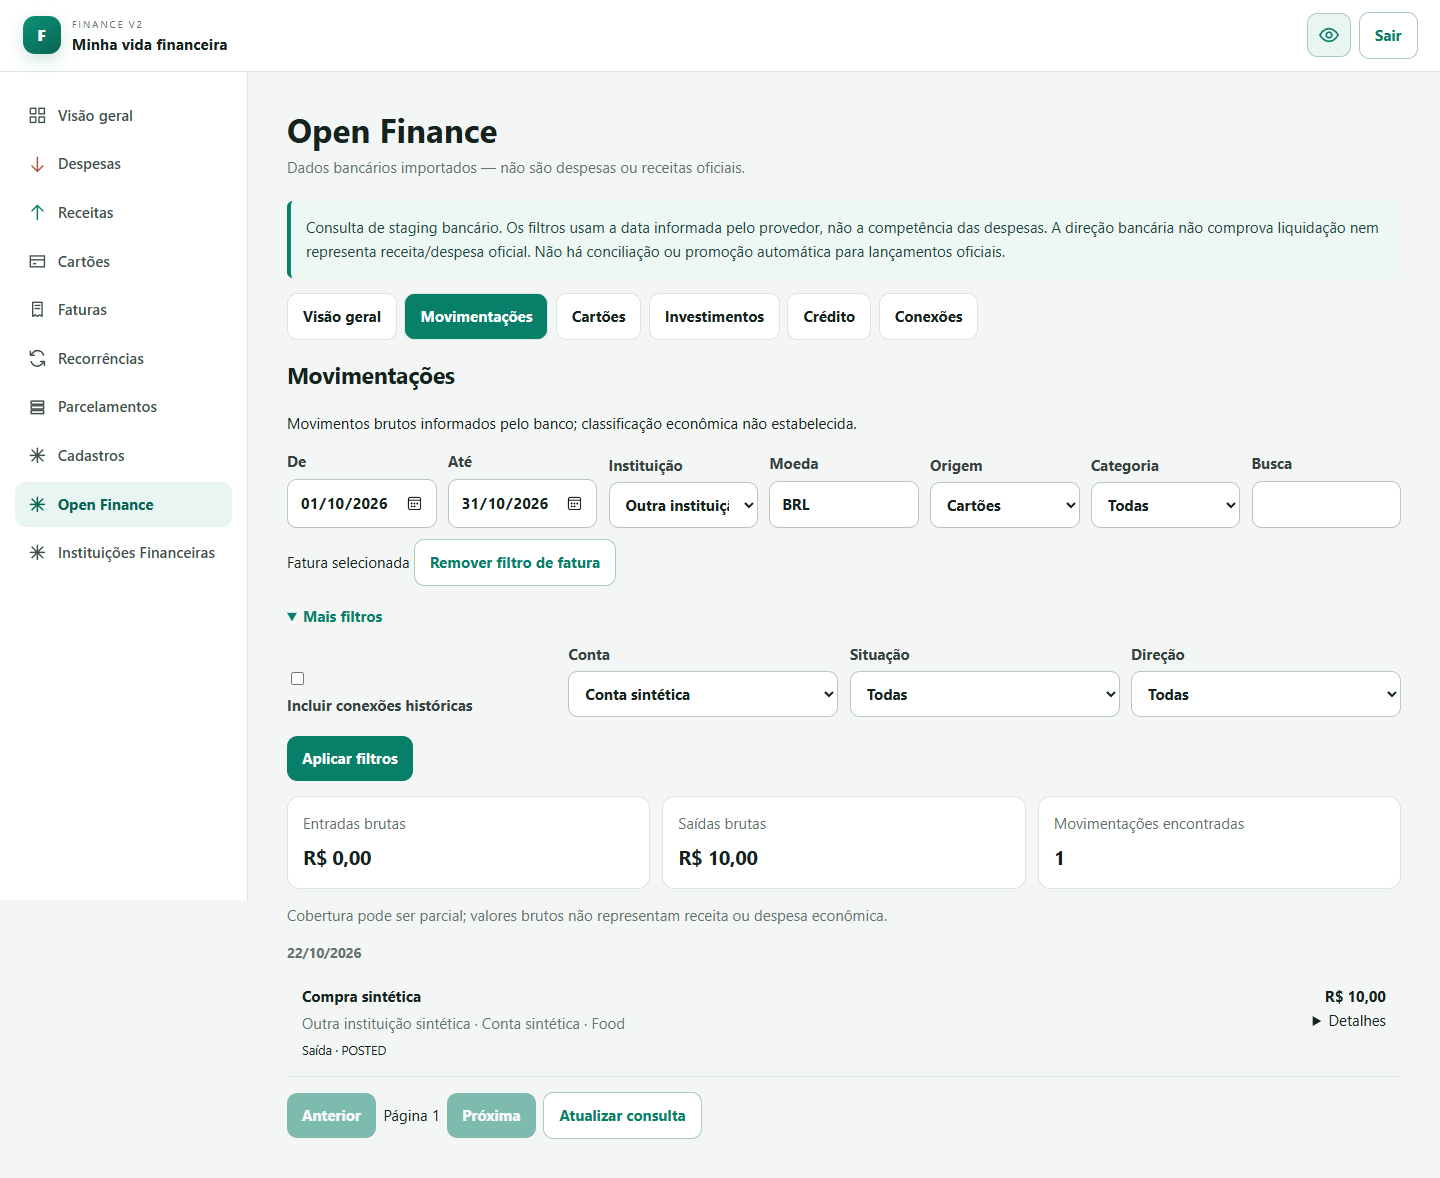 F
FINANCE V2
Minha vida financeira
Sair
Visão geral
Despesas
Receitas
Cartões
Faturas
Recorrências
Parcelamentos
Cadastros
Open Finance
Instituições Financeiras
Open Finance
Dados bancários importados — não são despesas ou receitas oficiais.
Consulta de staging bancário. Os filtros usam a data informada pelo provedor, não a competência das despesas. A direção bancária não comprova liquidação nem
representa receita/despesa oficial. Não há conciliação ou promoção automática para lançamentos oficiais.
Visão geral Movimentações Cartões Investimentos Crédito Conexões
Movimentações
Movimentos brutos informados pelo banco; classificação econômica não estabelecida.
De Até Instituição Moeda Origem Categoria Busca
01/10/2026 31/10/2026 Outra instituiç BRL Cartões Todas
Fatura selecionada Remover filtro de fatura
▼ Mais filtros
Conta Situação Direção
Conta sintética Todas Todas
Incluir conexões históricas
Aplicar filtros
Entradas brutas Saídas brutas Movimentações encontradas
R$ 0,00 R$ 10,00 1
Cobertura pode ser parcial; valores brutos não representam receita ou despesa econômica.
22/10/2026
Compra sintética R$ 10,00
Outra instituição sintética · Conta sintética · Food ▶ Detalhes
Saída · POSTED
Anterior Página 1 Próxima Atualizar consulta